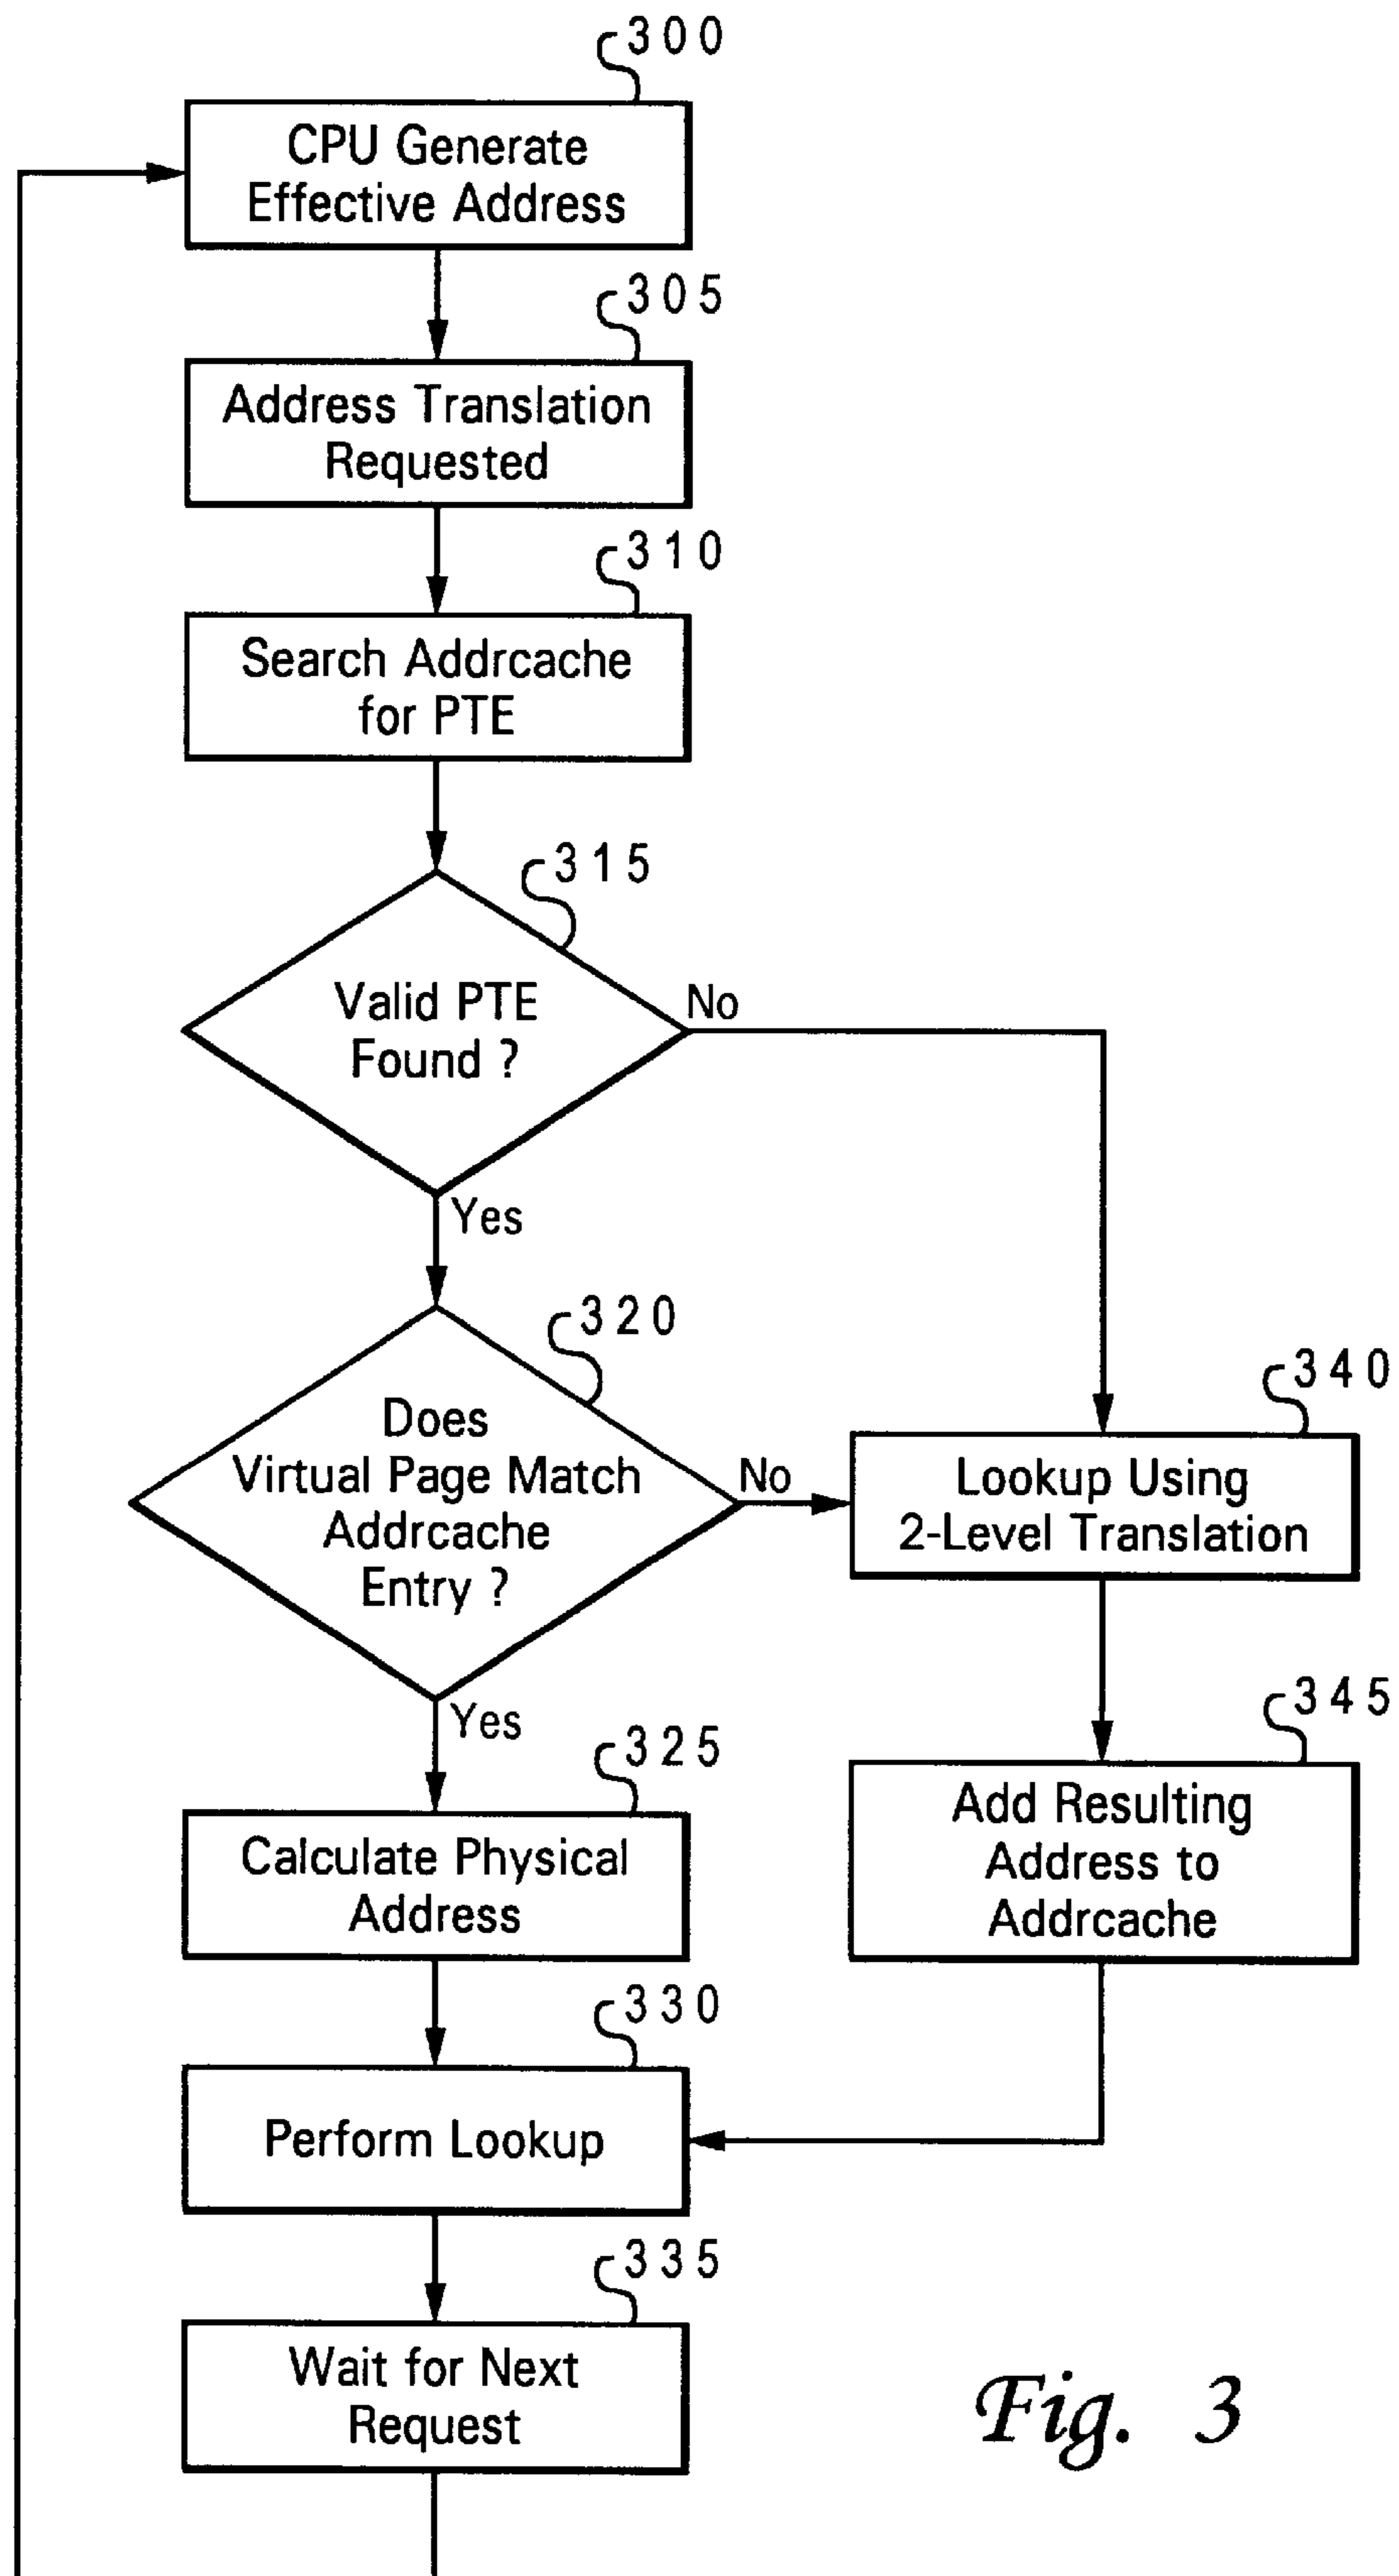 300
CPU Generate
Effective Address
305
Address Translation
Requested
310
Search Addrcache
for PTE
315
Valid PTE
Found ?
No
Yes
320
Does
Virtual Page Match
Addrcache
Entry ?
No
Yes
340
Lookup Using
2-Level Translation
345
Add Resulting
Address to
Addrcache
325
Calculate Physical
Address
330
Perform Lookup
335
Wait for Next
Request
Fig. 3